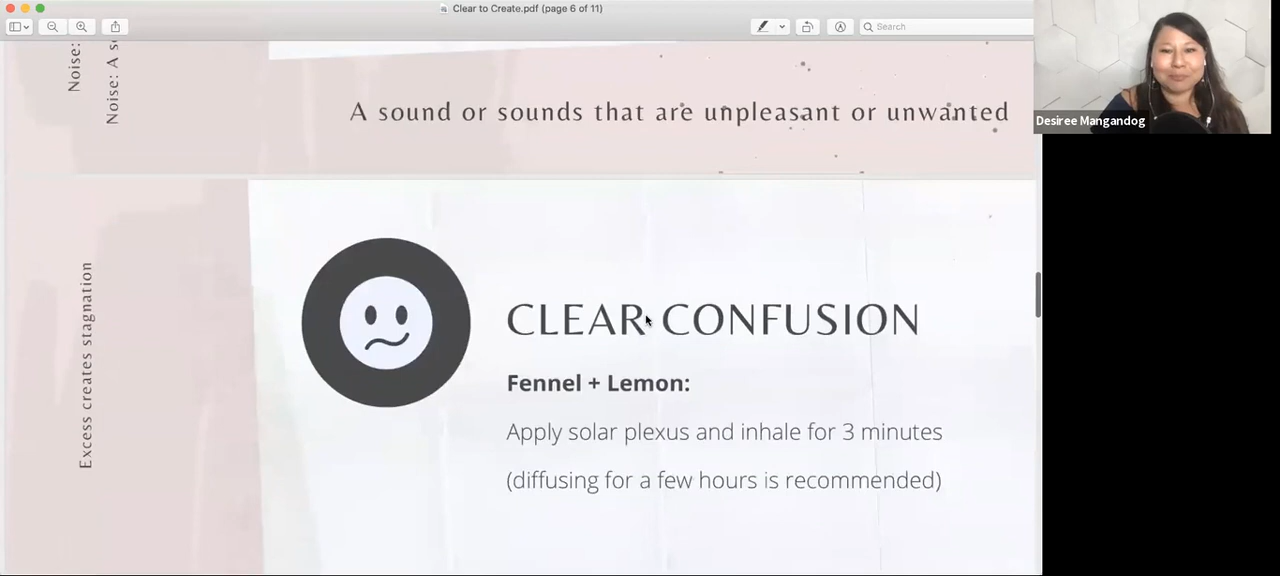 Clear to Create.pdf (page 6 of 11)
Search
Noise:
Noise: A s
A sound or sounds that are unpleasant or unwanted
Desiree Mangandog
Excess creates stagnation
CLEAR CONFUSION
Fennel + Lemon:
Apply solar plexus and inhale for 3 minutes
(diffusing for a few hours is recommended)